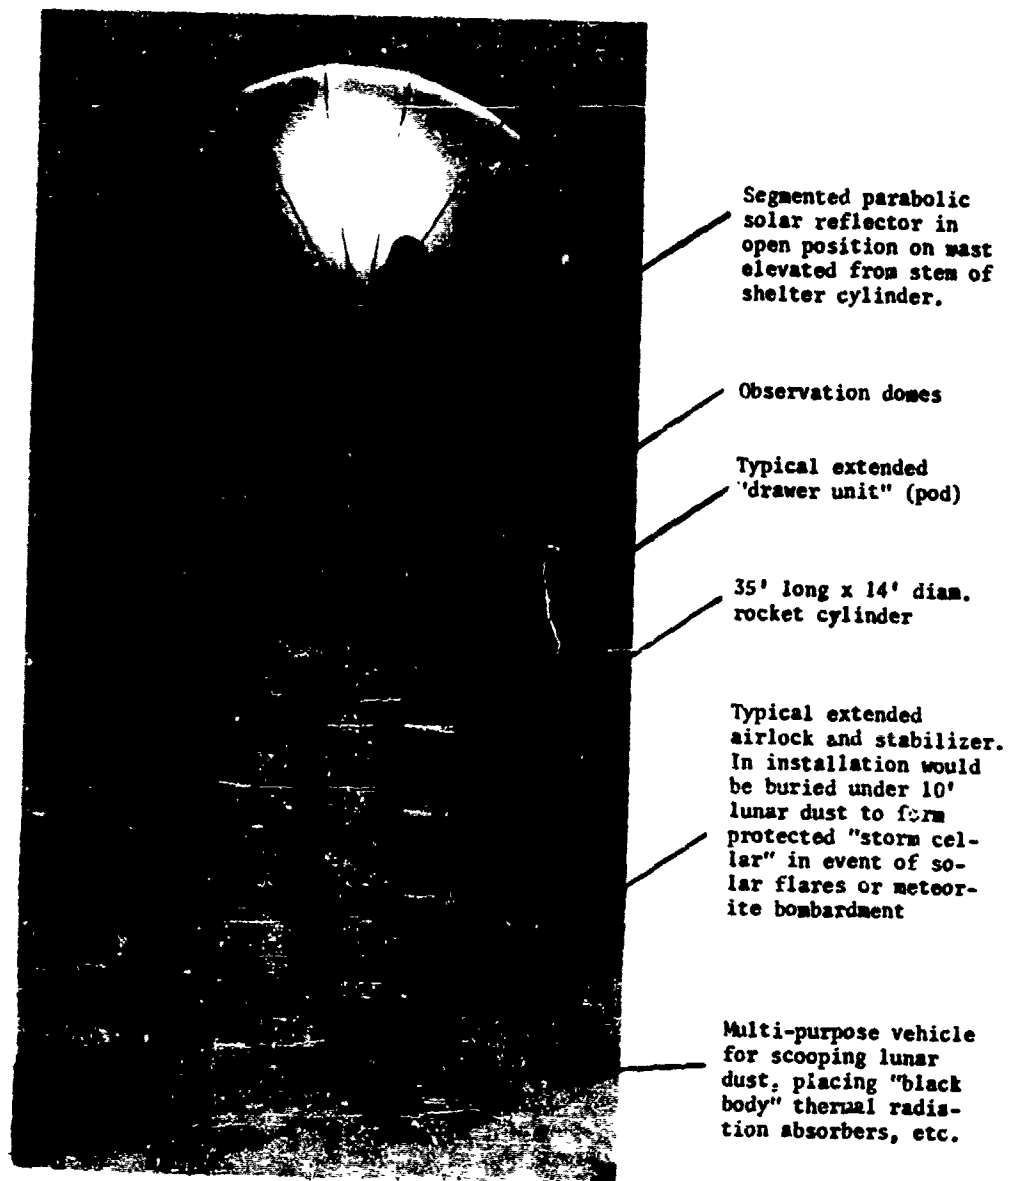 Segmented parabolic
solar reflector in
open position on mast
elevated from stem of
shelter cylinder.
Observation domes
Typical extended
"drawer unit" (pod)
35' long x 14' diam.
rocket cylinder
Typical extended
airlock and stabilizer.
In installation would
be buried under 10'
lunar dust to form
protected "storm cel-
lar" in event of so-
lar flares or meteor-
ite bombardment
Multi-purpose vehicle
for scooping lunar
dust, placing "black
body" thermal radia-
tion absorbers, etc.